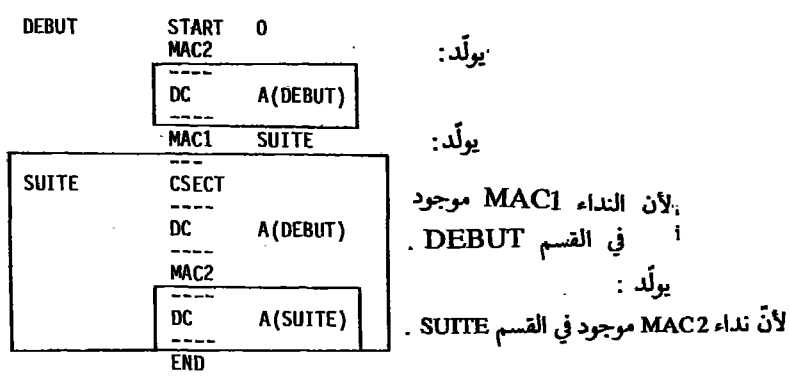 DEBUT START 0
MAC2 يولّد:
----
DC A(DEBUT)
----
MAC1 SUITE يولّد:
---
SUITE CSECT
----
لأن النداء MAC1 موجود
DC A(DEBUT) في القسم DEBUT .
----
MAC2 يولّد :
----
DC A(SUITE) لأنّ نداء MAC2 موجود في القسم SUITE .
----
END